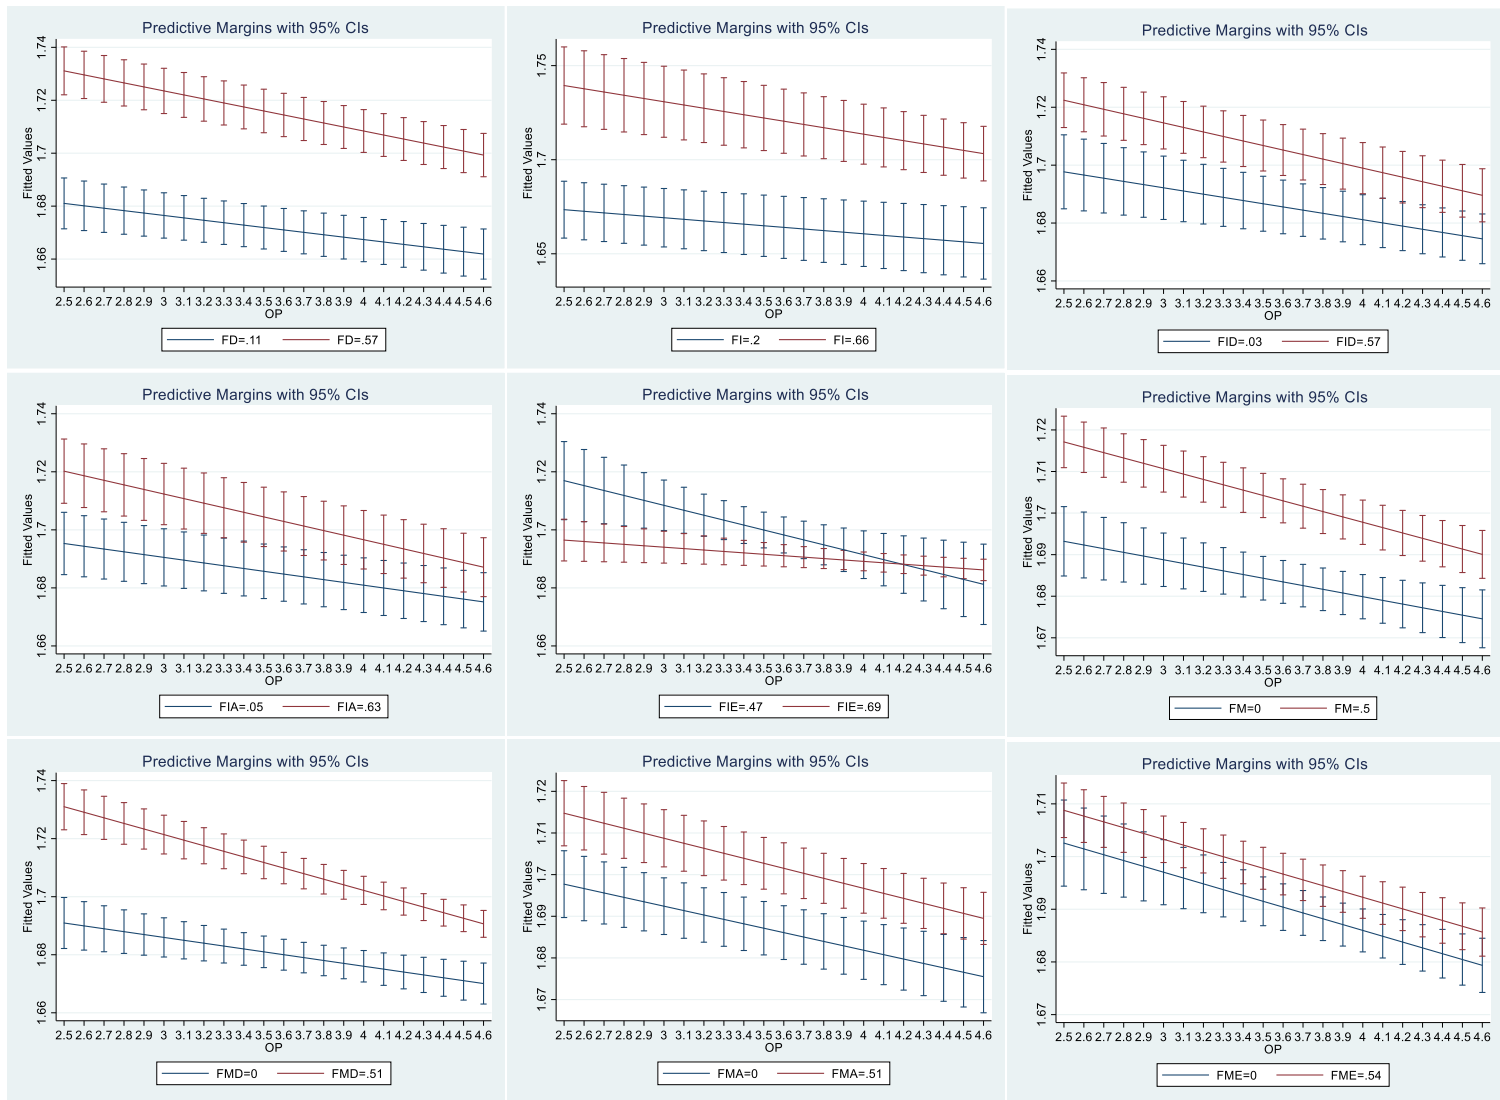 Predictive Margins with 95% CIs
Fitted Values
1.74
1.72
1.7
1.68
1.66
2.5 2.6 2.7 2.8 2.9 3 3.1 3.2 3.3 3.4 3.5 3.6 3.7 3.8 3.9 4 4.1 4.2 4.3 4.4 4.5 4.6
OP
FD=.11 FD=.57
Predictive Margins with 95% CIs
Fitted Values
1.75
1.7
1.65
2.5 2.6 2.7 2.8 2.9 3 3.1 3.2 3.3 3.4 3.5 3.6 3.7 3.8 3.9 4 4.1 4.2 4.3 4.4 4.5 4.6
OP
FI=.2 FI=.66
Predictive Margins with 95% CIs
Fitted Values
1.74
1.72
1.7
1.68
1.66
2.5 2.6 2.7 2.8 2.9 3 3.1 3.2 3.3 3.4 3.5 3.6 3.7 3.8 3.9 4 4.1 4.2 4.3 4.4 4.5 4.6
OP
FID=.03 FID=.57
Predictive Margins with 95% CIs
Fitted Values
1.74
1.72
1.7
1.68
1.66
2.5 2.6 2.7 2.8 2.9 3 3.1 3.2 3.3 3.4 3.5 3.6 3.7 3.8 3.9 4 4.1 4.2 4.3 4.4 4.5 4.6
OP
FIA=.05 FIA=.63
Predictive Margins with 95% CIs
Fitted Values
1.74
1.72
1.7
1.68
1.66
2.5 2.6 2.7 2.8 2.9 3 3.1 3.2 3.3 3.4 3.5 3.6 3.7 3.8 3.9 4 4.1 4.2 4.3 4.4 4.5 4.6
OP
FIE=.47 FIE=.69
Predictive Margins with 95% CIs
Fitted Values
1.72
1.71
1.7
1.69
1.68
1.67
2.5 2.6 2.7 2.8 2.9 3 3.1 3.2 3.3 3.4 3.5 3.6 3.7 3.8 3.9 4 4.1 4.2 4.3 4.4 4.5 4.6
OP
FM=0 FM=.5
Predictive Margins with 95% CIs
Fitted Values
1.74
1.72
1.7
1.68
1.66
2.5 2.6 2.7 2.8 2.9 3 3.1 3.2 3.3 3.4 3.5 3.6 3.7 3.8 3.9 4 4.1 4.2 4.3 4.4 4.5 4.6
OP
FMD=0 FMD=.51
Predictive Margins with 95% CIs
Fitted Values
1.72
1.71
1.7
1.69
1.68
1.67
2.5 2.6 2.7 2.8 2.9 3 3.1 3.2 3.3 3.4 3.5 3.6 3.7 3.8 3.9 4 4.1 4.2 4.3 4.4 4.5 4.6
OP
FMA=0 FMA=.51
Predictive Margins with 95% CIs
Fitted Values
1.71
1.7
1.69
1.68
1.67
2.5 2.6 2.7 2.8 2.9 3 3.1 3.2 3.3 3.4 3.5 3.6 3.7 3.8 3.9 4 4.1 4.2 4.3 4.4 4.5 4.6
OP
FME=0 FME=.54